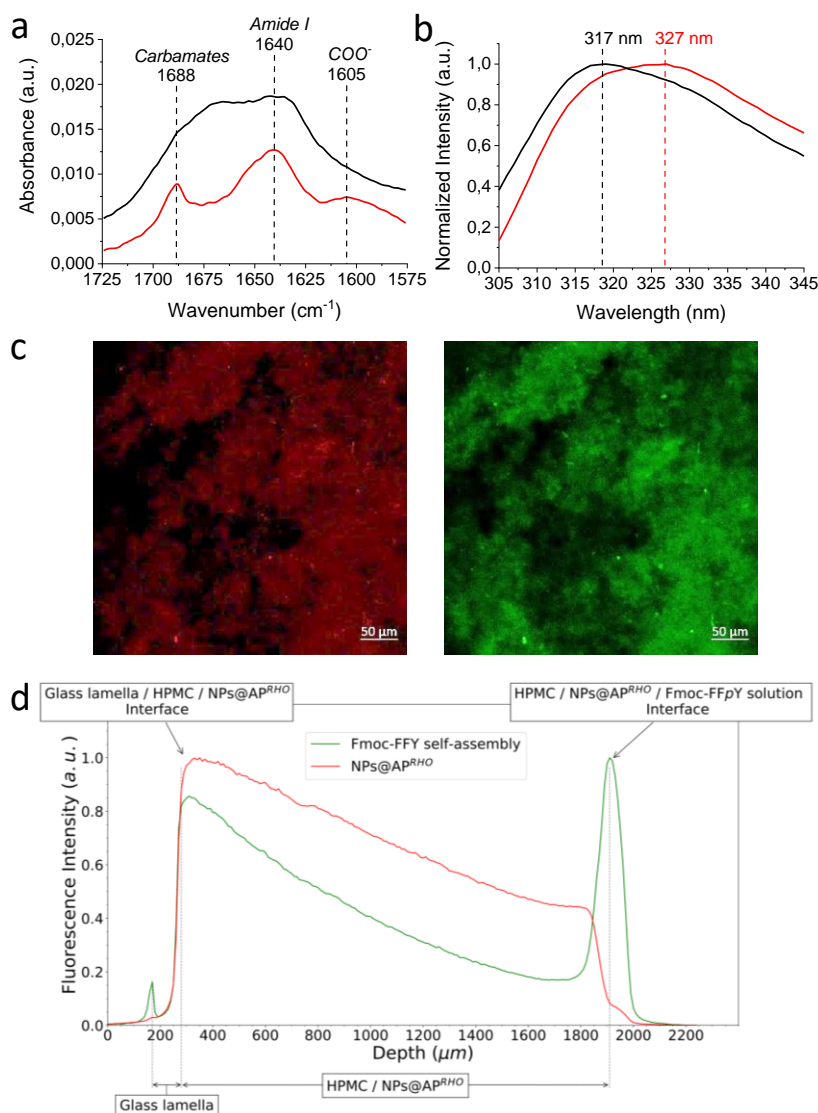 a
Carbamates
1688
Amide I
1640
COO-
1605
0,025
0,020
0,015
0,010
0,005
0,000
Absorbance (a.u.)
1725 1700 1675 1640 1625 1600 1575
Wavenumber (cm-1)
b
317 nm 327 nm
1,0
0,8
0,6
0,4
0,2
0,0
Normalized Intensity (a.u.)
305 310 315 320 325 330 335 340 345
Wavelength (nm)
c
50 µm
50 µm
d
Glass lamella / HPMC / NPs@APRHO
Interface
HPMC / NPs@APRHO / Fmoc-FFpY solution
Interface
Fmoc-FFY self-assembly
NPs@APRHO
1.0
0.8
0.6
0.4
0.2
0.0
Fluorescence Intensity (a. u.)
0 200 400 600 800 1000 1200 1400 1600 1800 2000 2200
Depth (µm)
HPMC / NPs@APRHO
Glass lamella